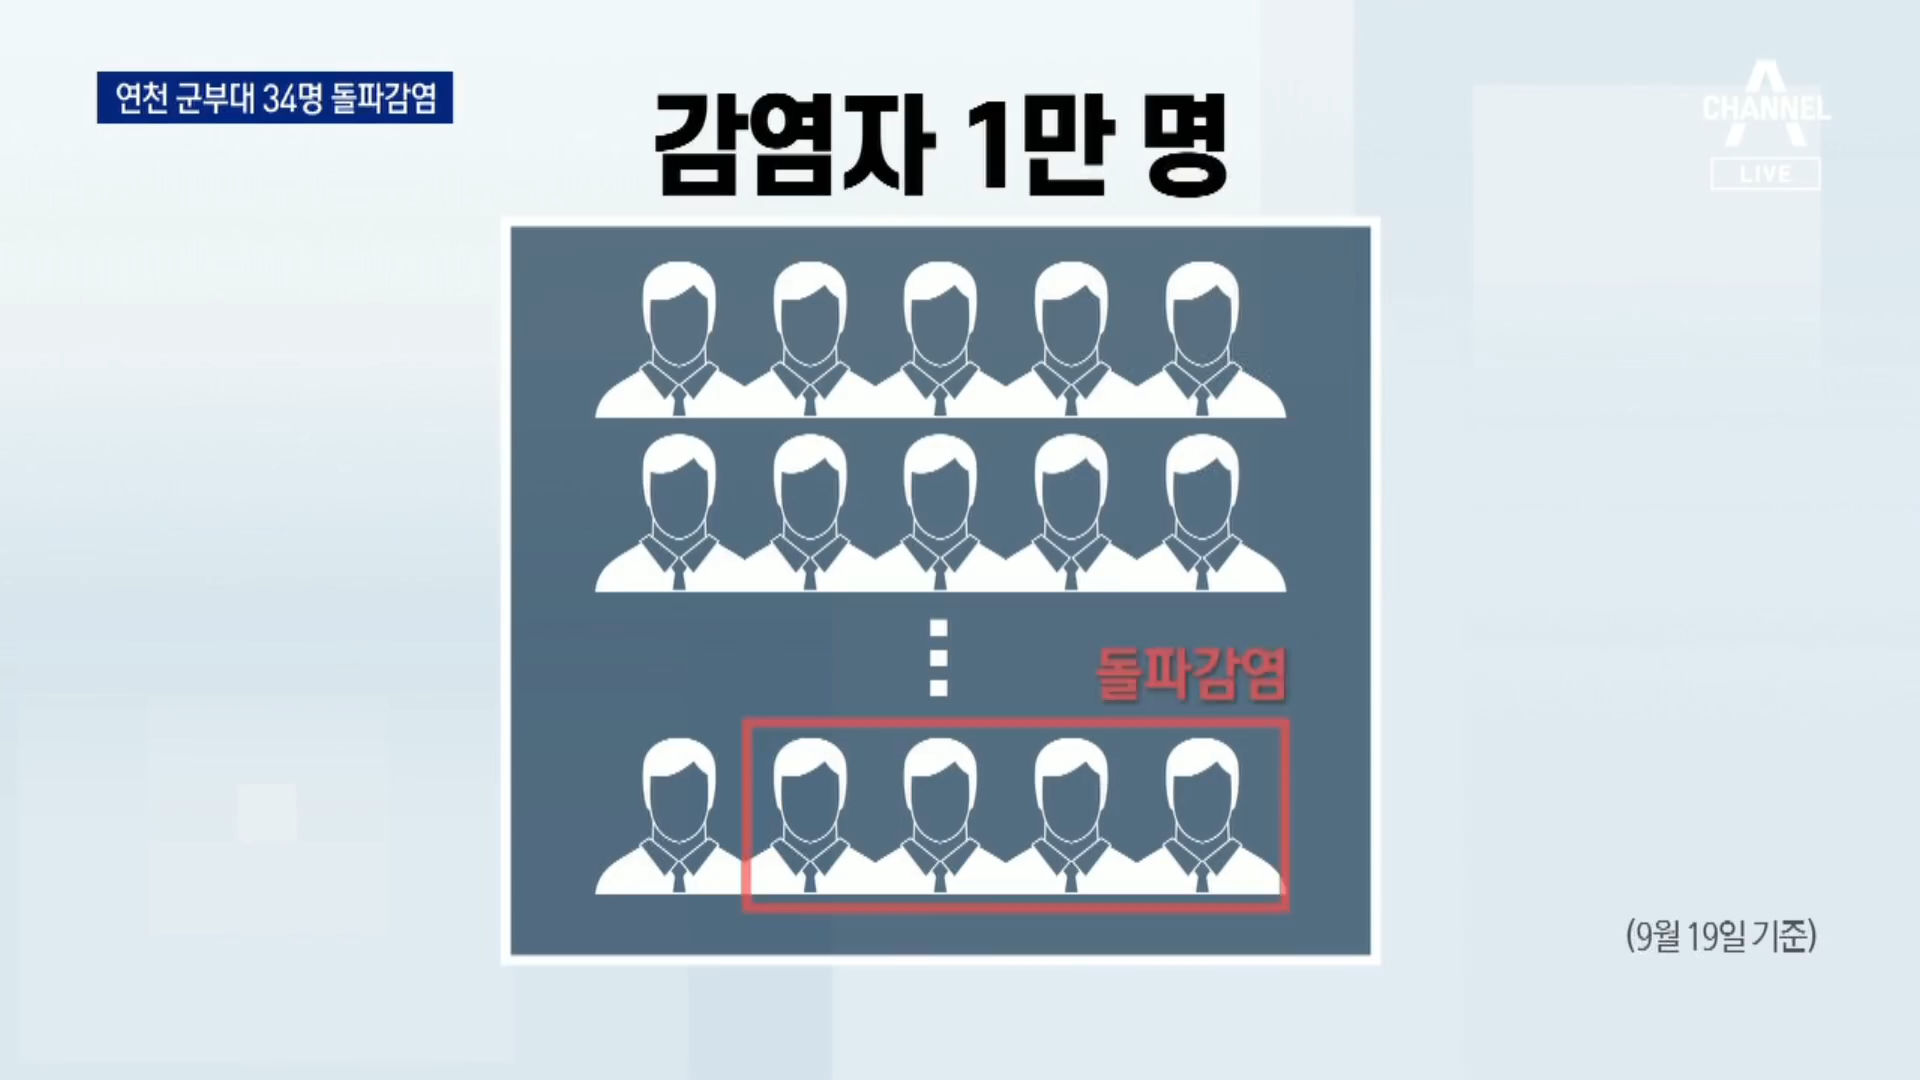 연천 군부대 34명 돌파감염
감염자 1만 명
CHANNEL A
LIVE
돌파감염
(9월 19일 기준)